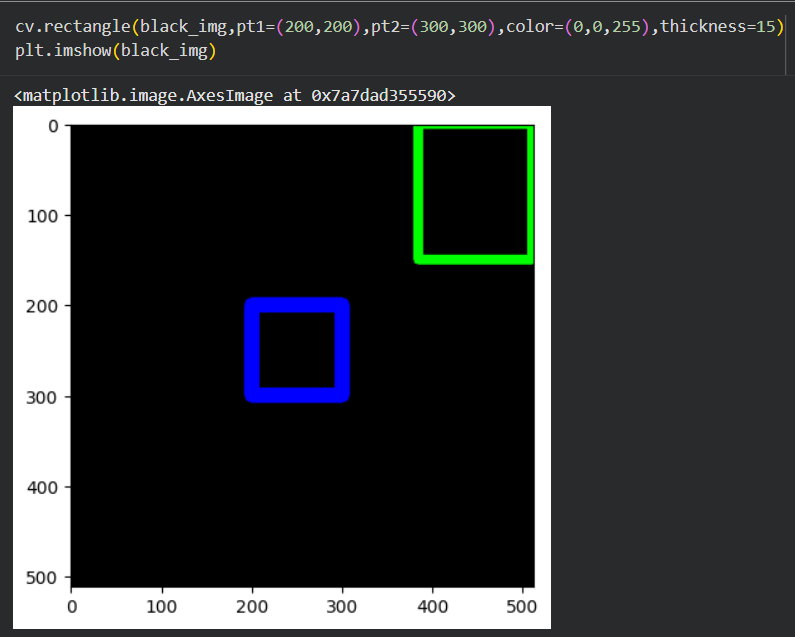 cv.rectangle(black_img,pt1=(200,200),pt2=(300,300),color=(0,0,255),thickness=15)
plt.imshow(black_img)
<matplotlib.image.AxesImage at 0x7a7dad355590>
0
100
200
300
400
500
0 100 200 300 400 500